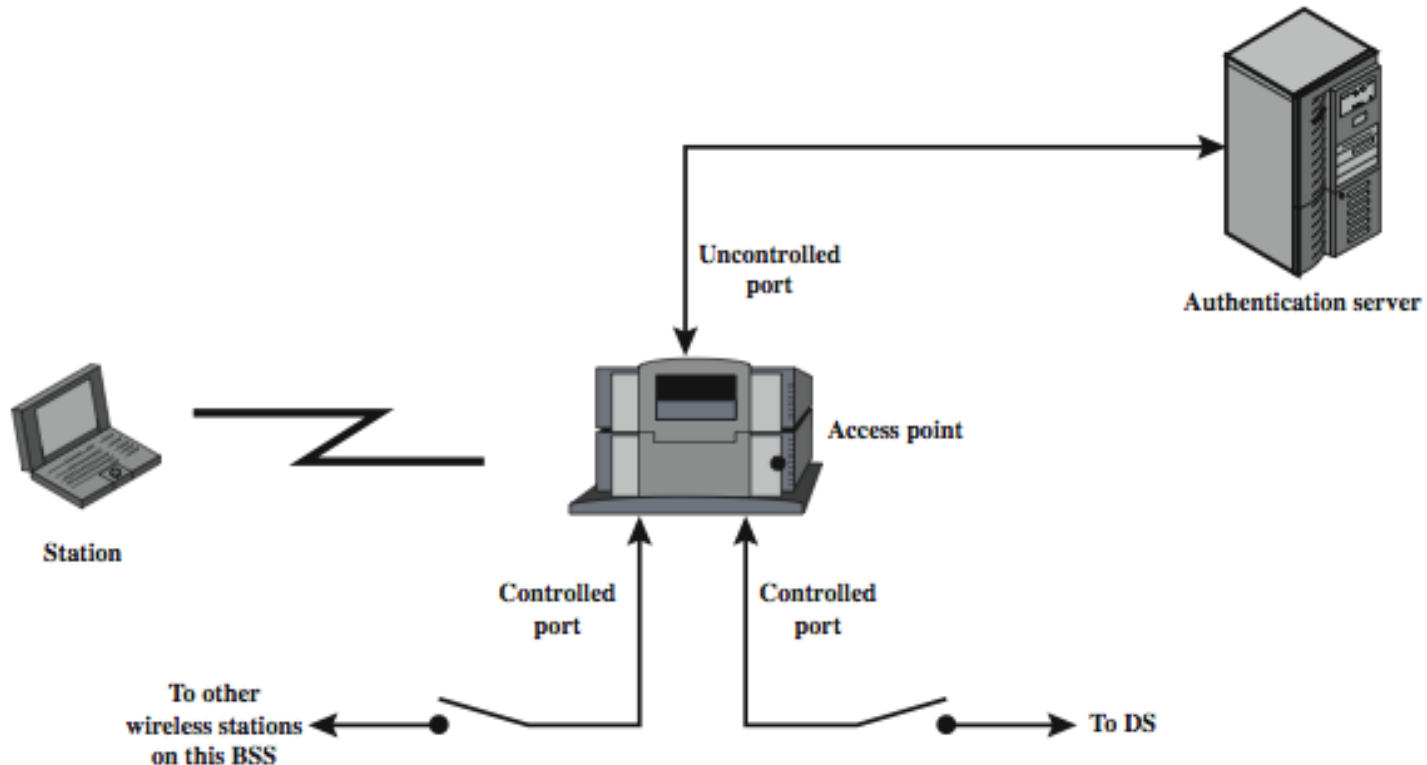 Uncontrolled
port
Authentication server
Access point
Station
Controlled
port
Controlled
port
To other
wireless stations
on this BSS
To DS